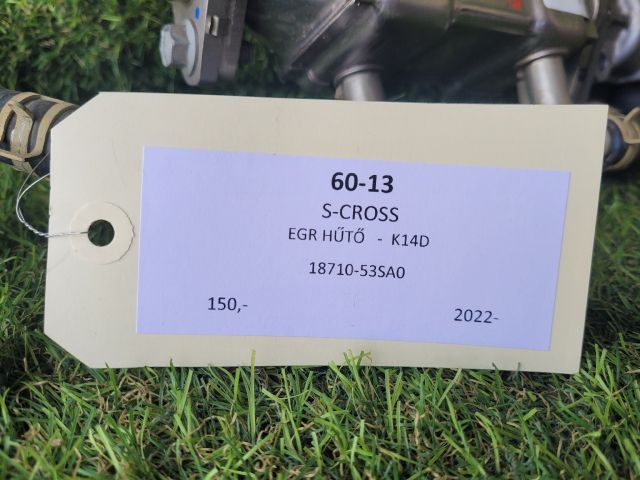 60-13
S-CROSS
EGR HŰTŐ - K14D
18710-53SA0
150,-
2022-